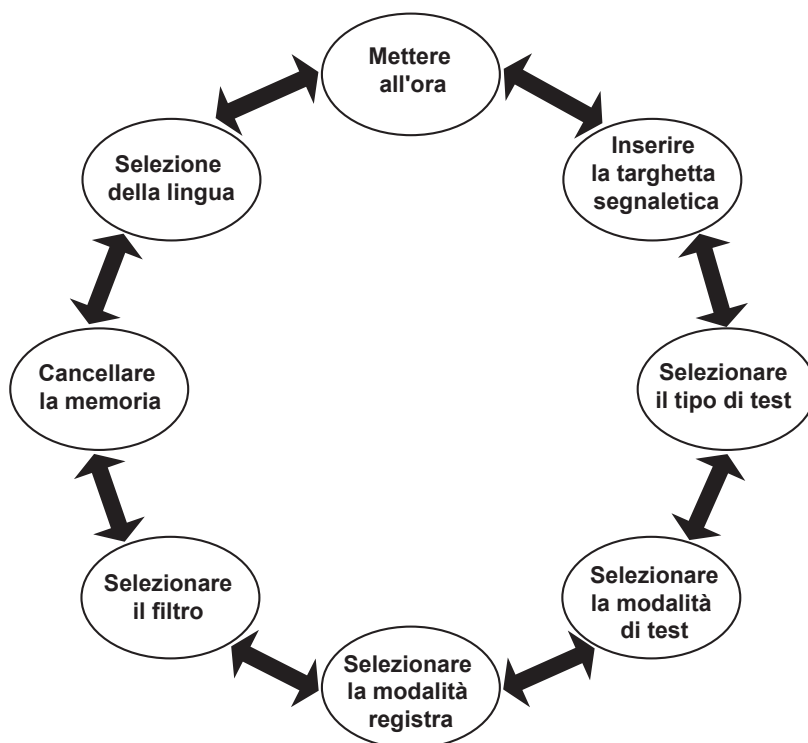 Mettere
all'ora
Inserire
la targhetta
segnaletica
Selezionare
il tipo di test
Selezionare
la modalità
di test
Selezionare
la modalità
registra
Selezionare
il filtro
Cancellare
la memoria
Selezione
della lingua